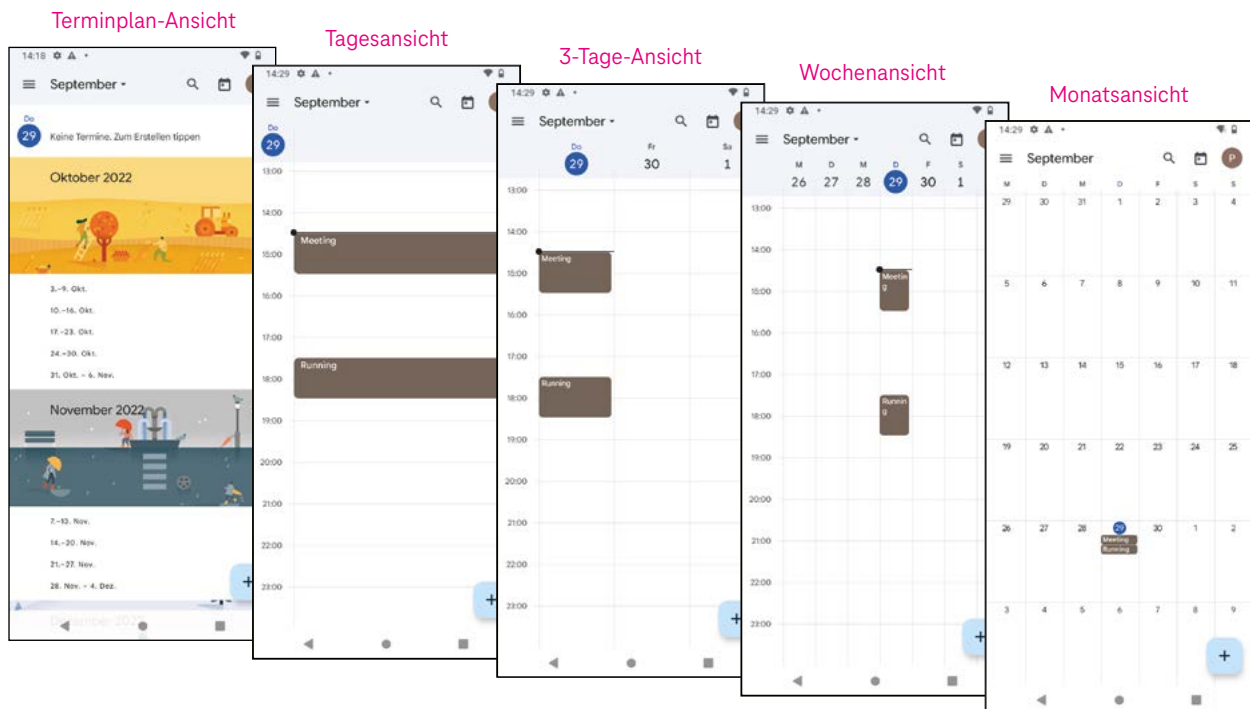 Terminplan-Ansicht
14:18
September
Do
29
Keine Termine. Zum Erstellen tippen
Oktober 2022
3.–9. Okt.
10.–16. Okt.
17.–23. Okt.
24.–30. Okt.
31. Okt. – 6. Nov.
November 2022
7.–13. Nov.
14.–20. Nov.
21.–27. Nov.
28. Nov. – 4. Dez.
Dezember 2022
+
Tagesansicht
14:29
September
Do
29
13:00
14:00
Meeting
15:00
16:00
17:00
Running
18:00
19:00
20:00
21:00
22:00
23:00
+
3-Tage-Ansicht
14:29
September
Do Fr Sa
29 30 1
13:00
14:00
Meeting
15:00
16:00
17:00
Running
18:00
19:00
20:00
21:00
22:00
23:00
+
Wochenansicht
14:29
September
M D M D F S
26 27 28 29 30 1
13:00
14:00
Meetin
g
15:00
16:00
17:00
Runnin
g
18:00
19:00
20:00
21:00
22:00
23:00
+
Monatsansicht
14:29
September P
M D M D F S S
29 30 31 1 2 3 4
5 6 7 8 9 10 11
12 13 14 15 16 17 18
19 20 21 22 23 24 25
26 27 28 29 30 1 2
Meeting
Running
3 4 5 6 7 8 9
+